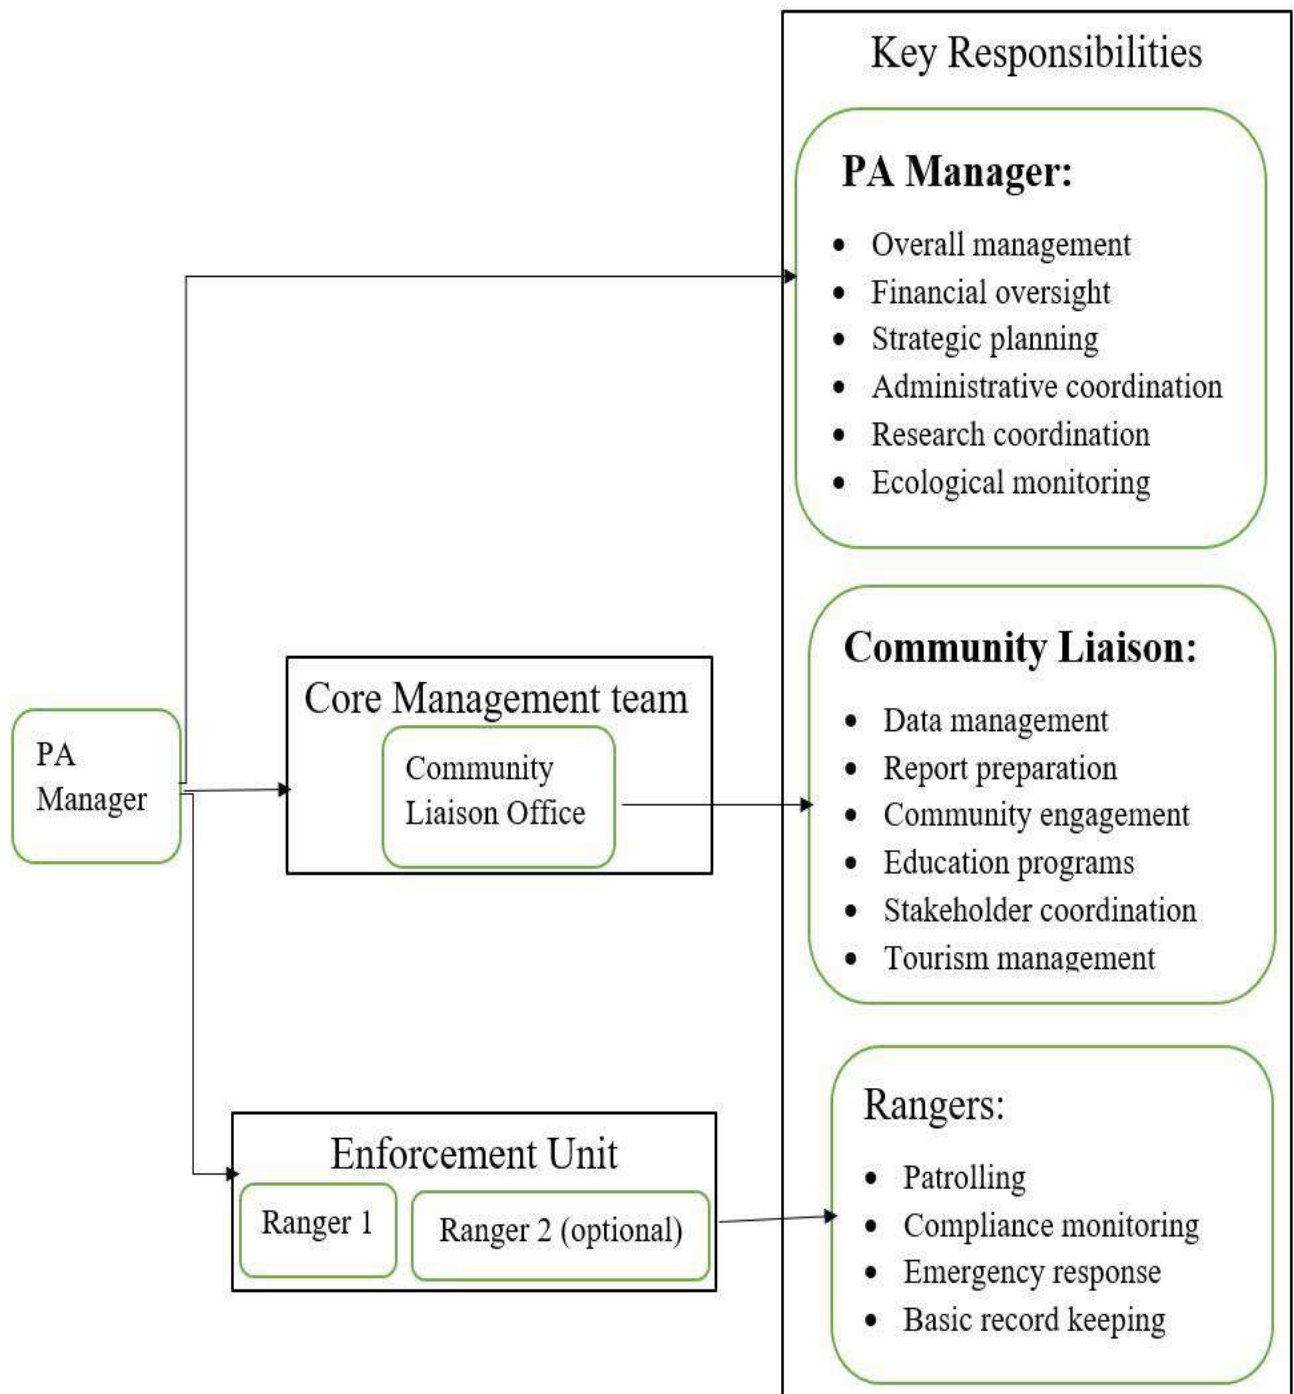 PA
Manager
Core Management team
Community
Liaison Office
Enforcement Unit
Ranger 1
Ranger 2 (optional)
Key Responsibilities
PA Manager:
• Overall management
• Financial oversight
• Strategic planning
• Administrative coordination
• Research coordination
• Ecological monitoring
Community Liaison:
• Data management
• Report preparation
• Community engagement
• Education programs
• Stakeholder coordination
• Tourism management
Rangers:
• Patrolling
• Compliance monitoring
• Emergency response
• Basic record keeping